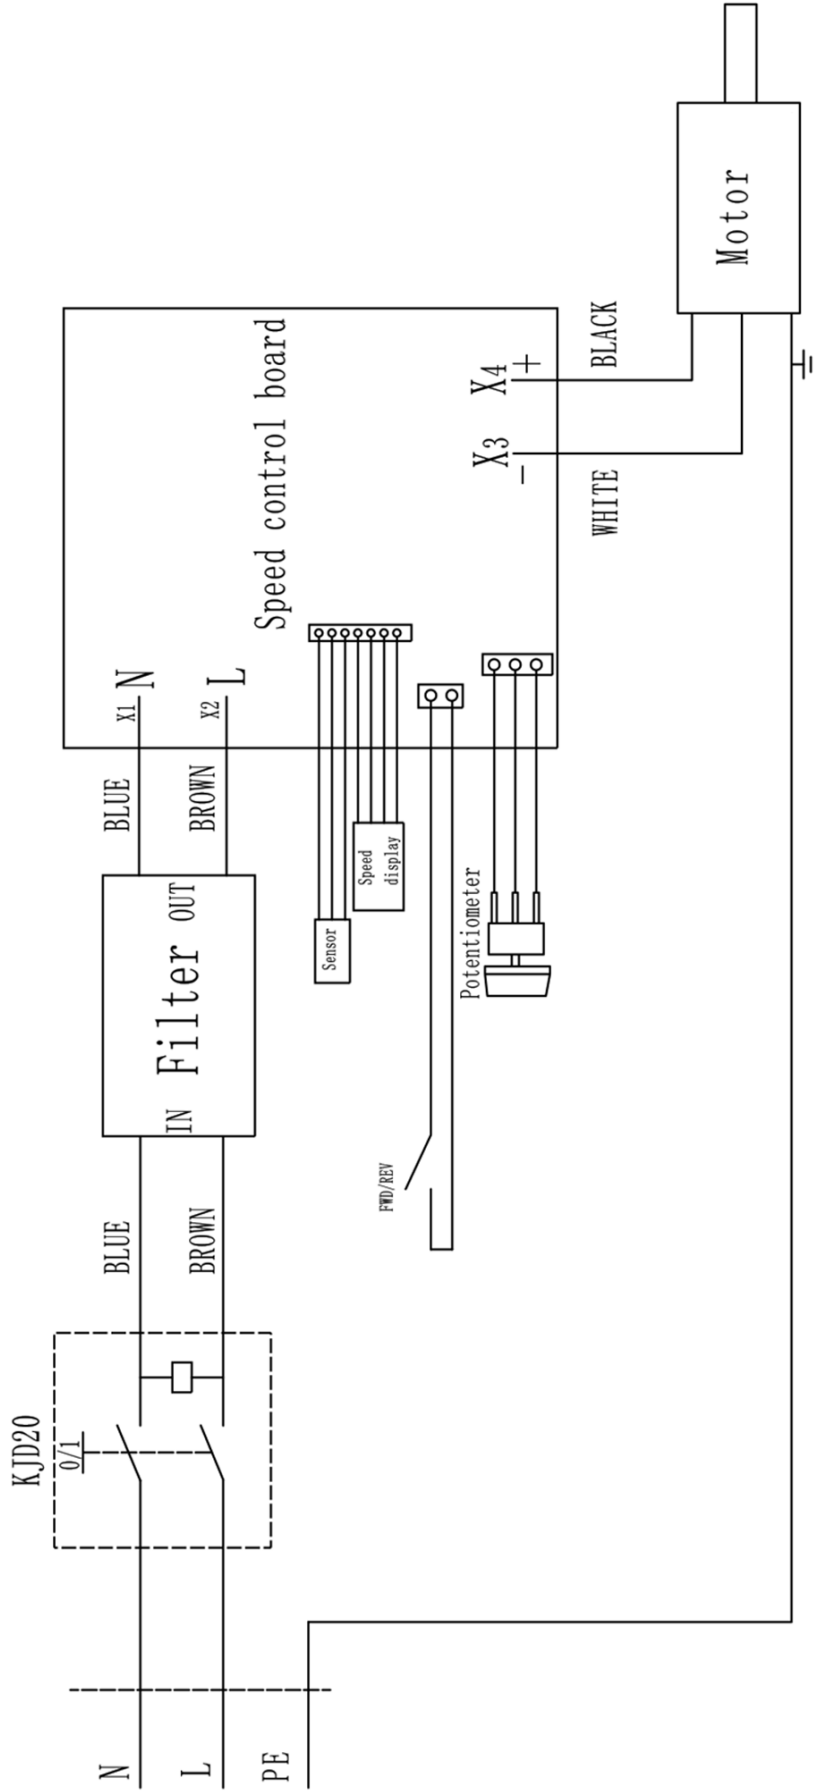 KJD20
0/1
N
L
PE
BLUE
BROWN
IN
Filter
OUT
BLUE
BROWN
X1
N
X2
L
Speed control board
Sensor
Speed
display
FWD/REV
Potentiometer
X3
-
X4
+
WHITE
BLACK
Motor